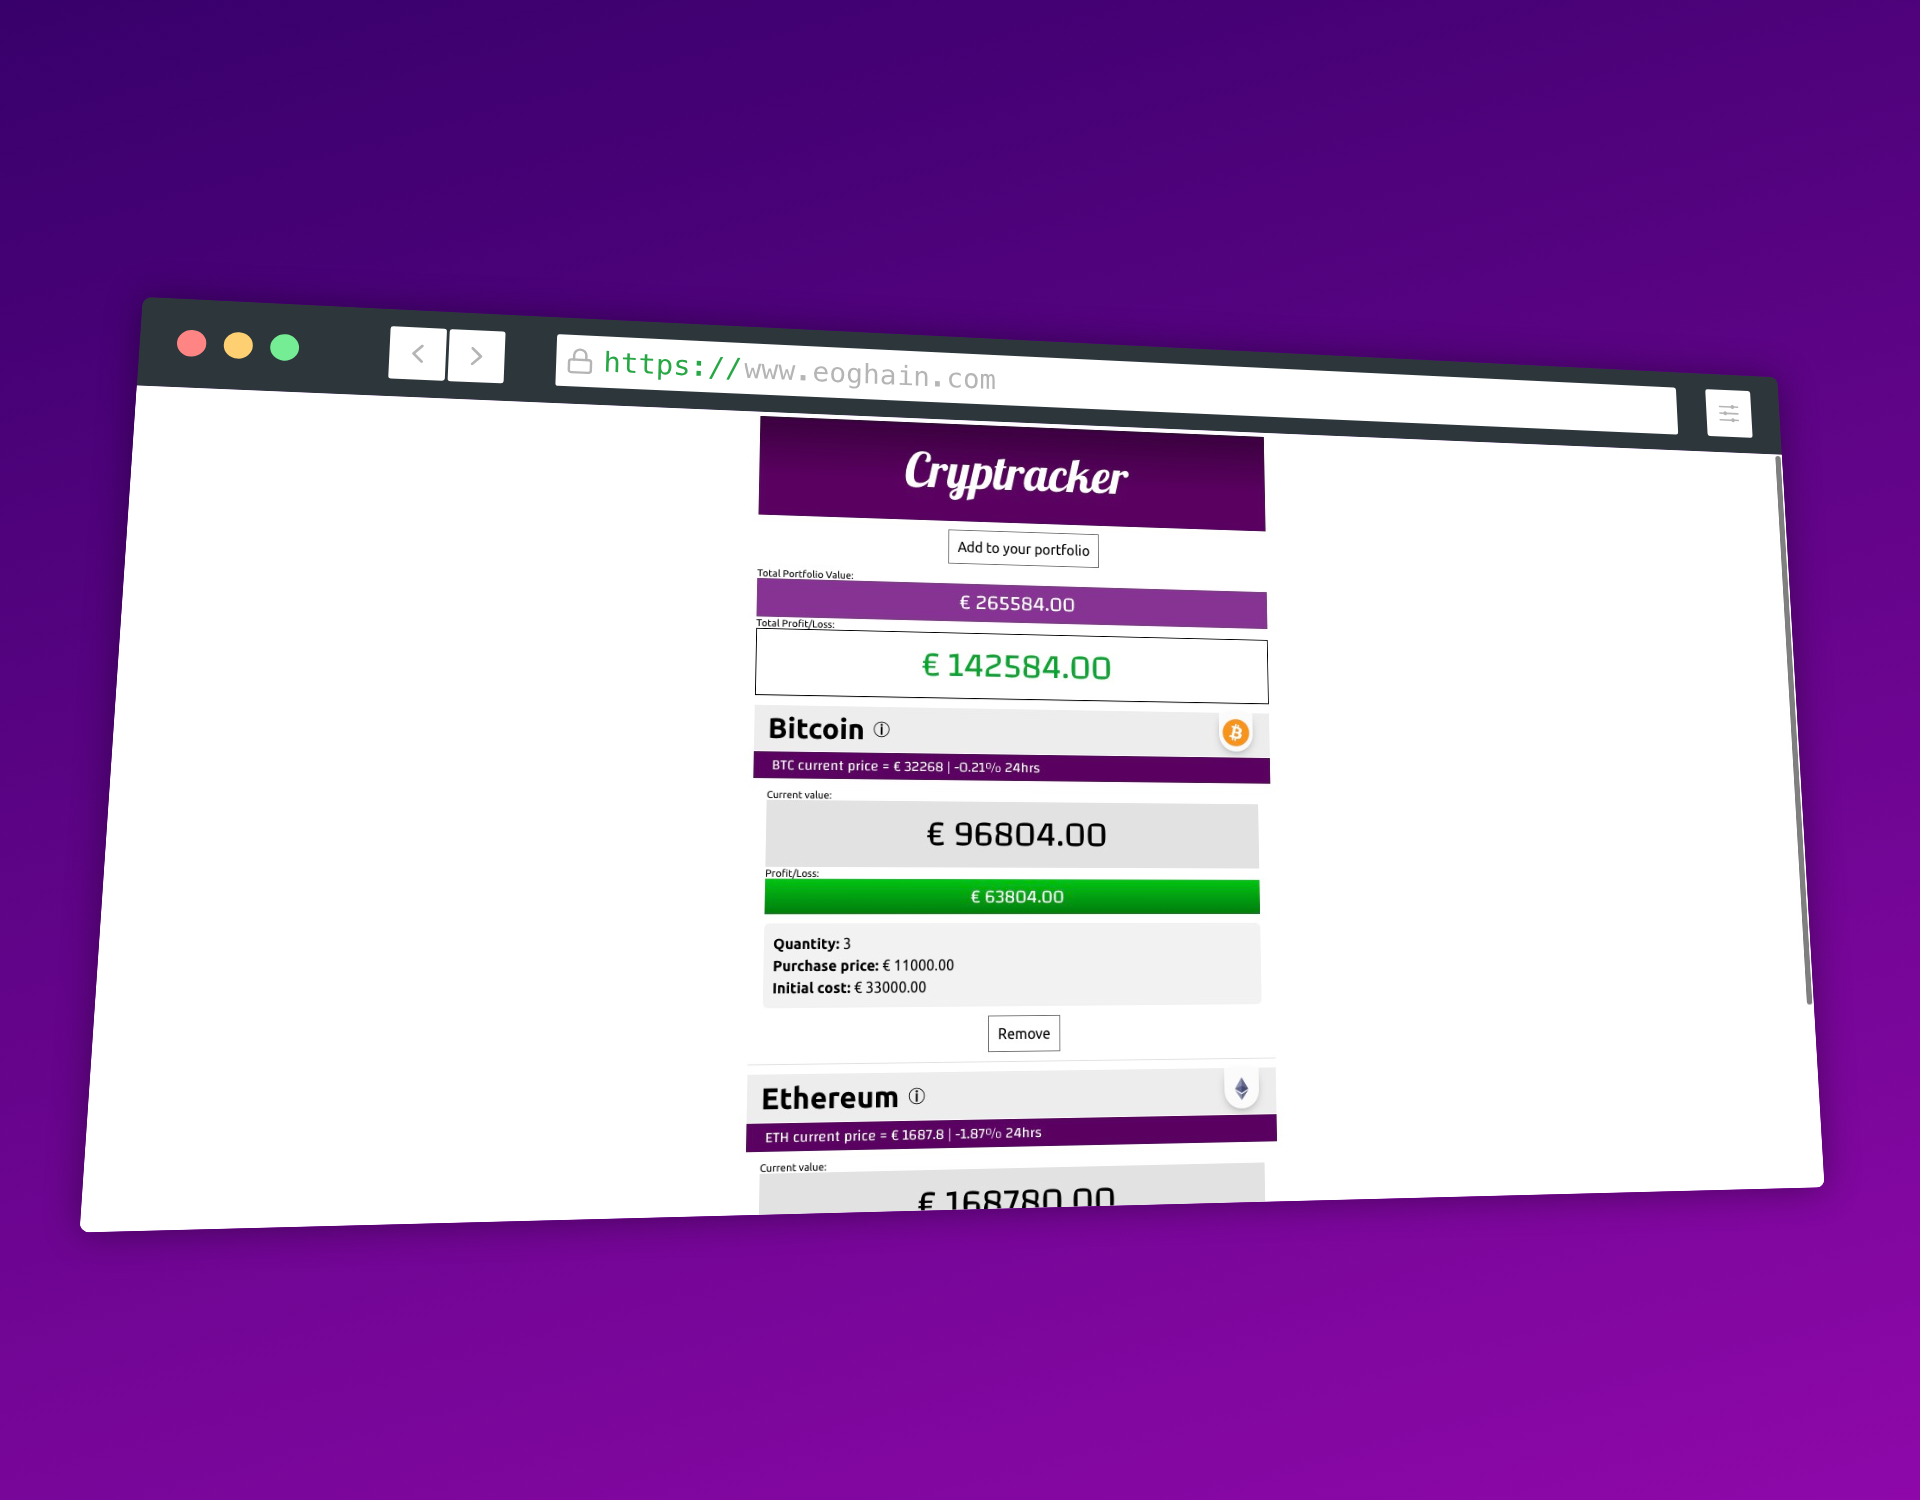 https://www.eoghain.com
Cryptracker
Add to your portfolio
Total Portfolio Value:
€ 265584.00
Total Profit/Loss:
€ 142584.00
Bitcoin ⓘ
BTC current price = € 32268 | -0.21% 24hrs
Current value:
€ 96804.00
Profit/Loss:
€ 63804.00
Quantity: 3
Purchase price: € 11000.00
Initial cost: € 33000.00
Remove
Ethereum ⓘ
ETH current price = € 1687.8 | -1.87% 24hrs
Current value:
€ 168780.00